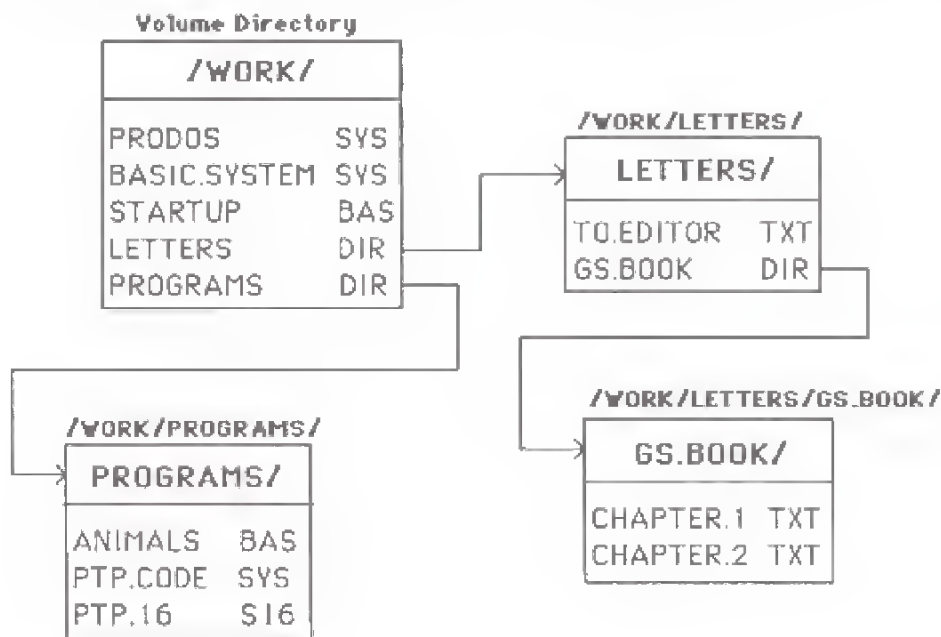 Volume Directory
/WORK/
PRODOS SYS
BASIC.SYSTEM SYS
STARTUP BAS
LETTERS DIR
PROGRAMS DIR
/WORK/LETTERS/
LETTERS/
TO.EDITOR TXT
GS.BOOK DIR
/WORK/PROGRAMS/
PROGRAMS/
ANIMALS BAS
PTP.CODE SYS
PTP.16 S16
/WORK/LETTERS/GS.BOOK/
GS.BOOK/
CHAPTER.1 TXT
CHAPTER.2 TXT